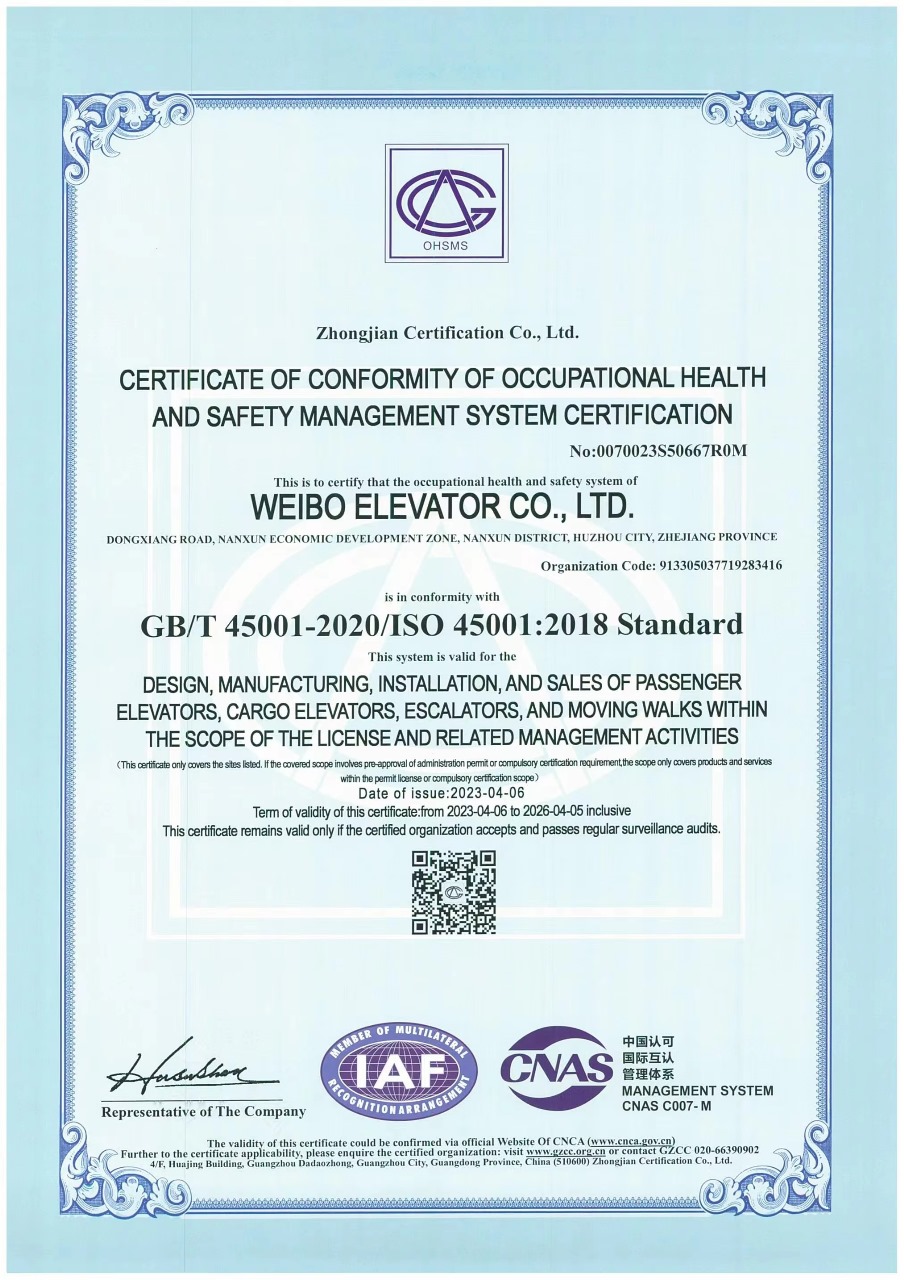 OHSMS
Zhongjian Certification Co., Ltd.
CERTIFICATE OF CONFORMITY OF OCCUPATIONAL HEALTH
AND SAFETY MANAGEMENT SYSTEM CERTIFICATION
No:0070023S50667R0M
This is to certify that the occupational health and safety system of
WEIBO ELEVATOR CO., LTD.
DONGXIANG ROAD, NANXUN ECONOMIC DEVELOPMENT ZONE, NANXUN DISTRICT, HUZHOU CITY, ZHEJIANG PROVINCE
Organization Code: 913305037719283416
is in conformity with
GB/T 45001-2020/ISO 45001:2018 Standard
This system is valid for the
DESIGN, MANUFACTURING, INSTALLATION, AND SALES OF PASSENGER
ELEVATORS, CARGO ELEVATORS, ESCALATORS, AND MOVING WALKS WITHIN
THE SCOPE OF THE LICENSE AND RELATED MANAGEMENT ACTIVITIES
(This certificate only covers the sites listed. If the covered scope involves pre-approval of administration permit or compulsory certification requirement,the scope only covers products and services
within the permit license or compulsory certification scope)
Date of issue:2023-04-06
Term of validity of this certificate:from 2023-04-06 to 2026-04-05 inclusive
This certificate remains valid only if the certified organization accepts and passes regular surveillance audits.
Representative of The Company
MEMBER OF MULTILATERAL
IAF
RECOGNITION ARRANGEMENT
CNAS
中国认可
国际互认
管理体系
MANAGEMENT SYSTEM
CNAS C007-M
The validity of this certificate could be confirmed via official Website Of CNCA (www.cnca.gov.cn)
Further to the certificate applicability, please enquire the certified organization: visit www.gzcc.org.cn or contact GZCC 020-66390902
4/F, Huajing Building, Guangzhou Dadaozhong, Guangzhou City, Guangdong Province, China (510600) Zhongjian Certification Co., Ltd.